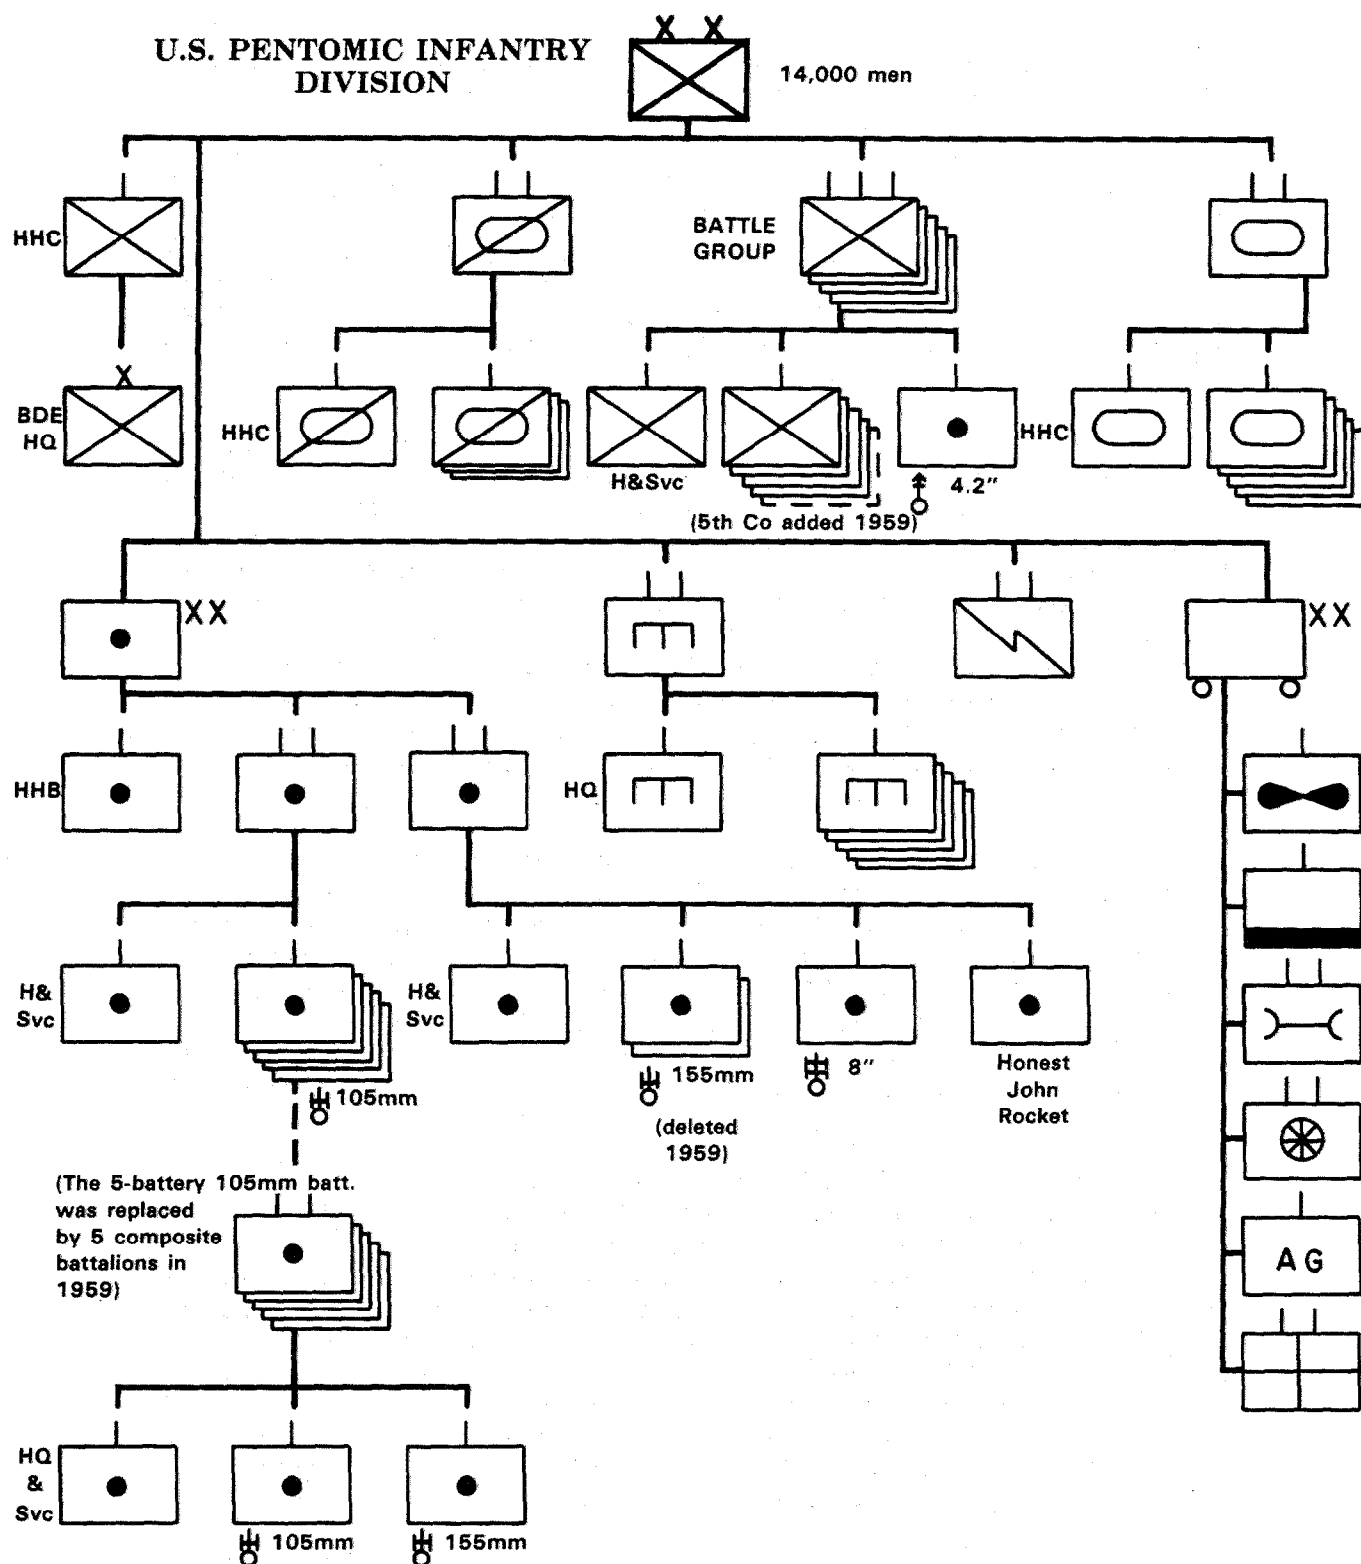 U.S. PENTOMIC INFANTRY
DIVISION
X X
14,000 men
HHC
BATTLE
GROUP
X
BDE
HQ
HHC
H&Svc
(5th Co added 1959)
4.2"
HHC
XX
XX
HHB
HQ
H&
Svc
105mm
H&
Svc
155mm
(deleted
1959)
8"
Honest
John
Rocket
AG
(The 5-battery 105mm batt.
was replaced
by 5 composite
battalions in
1959)
HQ
&
Svc
105mm
155mm